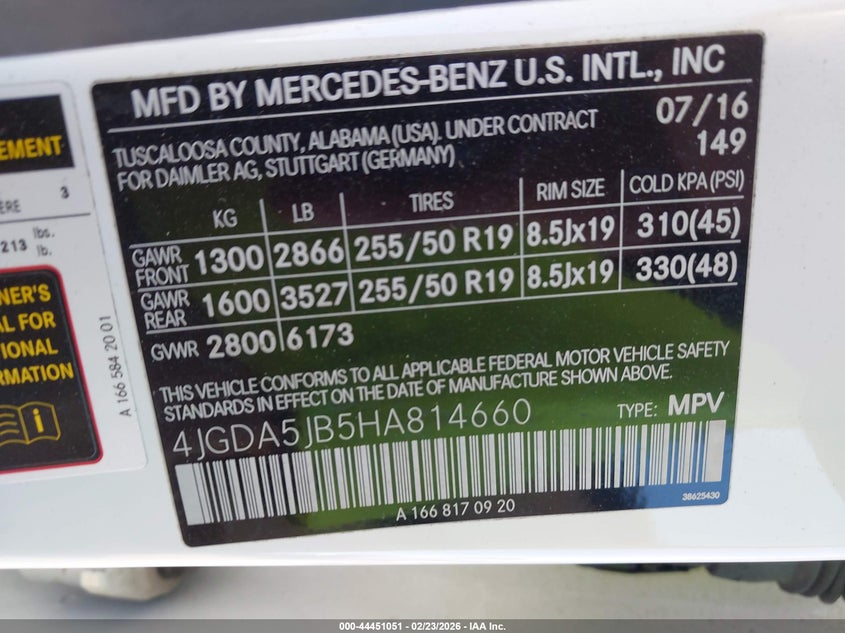 MFD BY MERCEDES-BENZ U.S. INTL., INC
TUSCALOOSA COUNTY, ALABAMA (USA). UNDER CONTRACT
FOR DAIMLER AG, STUTTGART (GERMANY)
07/16
149
KG LB TIRES RIM SIZE COLD KPA (PSI)
GAWR FRONT 1300 2866 255/50 R19 8.5Jx19 310(45)
GAWR REAR 1600 3527 255/50 R19 8.5Jx19 330(48)
GVWR 2800 6173
THIS VEHICLE CONFORMS TO ALL APPLICABLE FEDERAL MOTOR VEHICLE SAFETY
STANDARDS IN EFFECT ON THE DATE OF MANUFACTURE SHOWN ABOVE.
4JGDA5JB5HA814660 TYPE: MPV
38625430
A 166 817 09 20
EMENT
ERE 3
213 lbs.
lb.
NER'S
AL FOR
TIONAL
RMATION
i
A 166 584 20 01
000-44451051 | 02/23/2026 - IAA Inc.